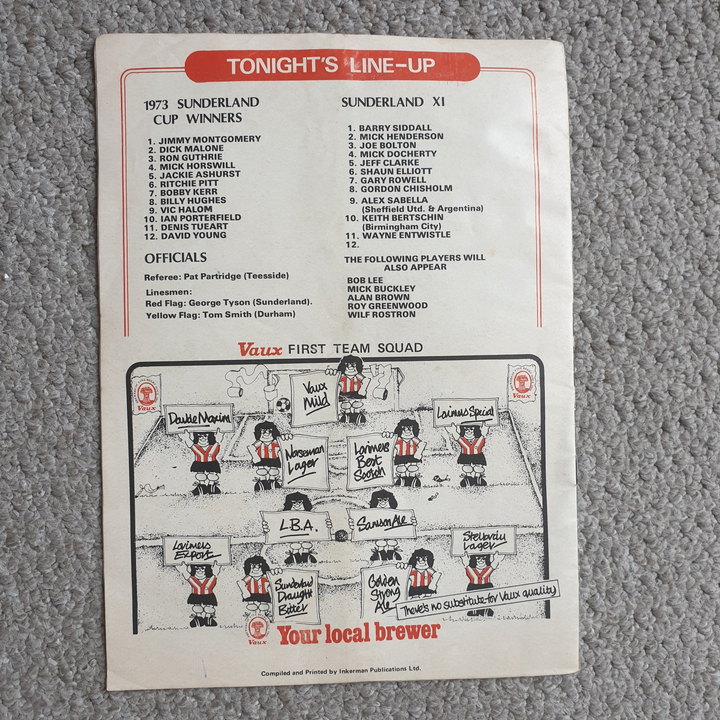 TONIGHT'S LINE-UP
1973 SUNDERLAND
CUP WINNERS
1. JIMMY MONTGOMERY
2. DICK MALONE
3. RON GUTHRIE
4. MICK HORSWILL
5. JACKIE ASHURST
6. RITCHIE PITT
7. BOBBY KERR
8. BILLY HUGHES
9. VIC HALOM
10. IAN PORTERFIELD
11. DENIS TUEART
12. DAVID YOUNG
OFFICIALS
Referee: Pat Partridge (Teesside)
Linesmen:
Red Flag: George Tyson (Sunderland).
Yellow Flag: Tom Smith (Durham)
SUNDERLAND XI
1. BARRY SIDDALL
2. MICK HENDERSON
3. JOE BOLTON
4. MICK DOCHERTY
5. JEFF CLARKE
6. SHAUN ELLIOTT
7. GARY ROWELL
8. GORDON CHISHOLM
9. ALEX SABELLA
(Sheffield Utd. & Argentina)
10. KEITH BERTSCHIN
(Birmingham City)
11. WAYNE ENTWISTLE
12.
THE FOLLOWING PLAYERS WILL
ALSO APPEAR
BOB LEE
MICK BUCKLEY
ALAN BROWN
ROY GREENWOOD
WILF ROSTRON
Vaux FIRST TEAM SQUAD
Vaux
Vaux
Vaux
Mild
Double Maxim
Lorimers Special
Norseman
Lager
Lorimers
Best
Scotch
L.B.A.
Samson Ale
Lorimers
Export
Stellardu
Lager
Sunderland
Draught
Bitter
Golden
Strong
Ale
There's no substitute for Vaux quality
Vaux
Your local brewer
Compiled and Printed by Inkerman Publications Ltd.